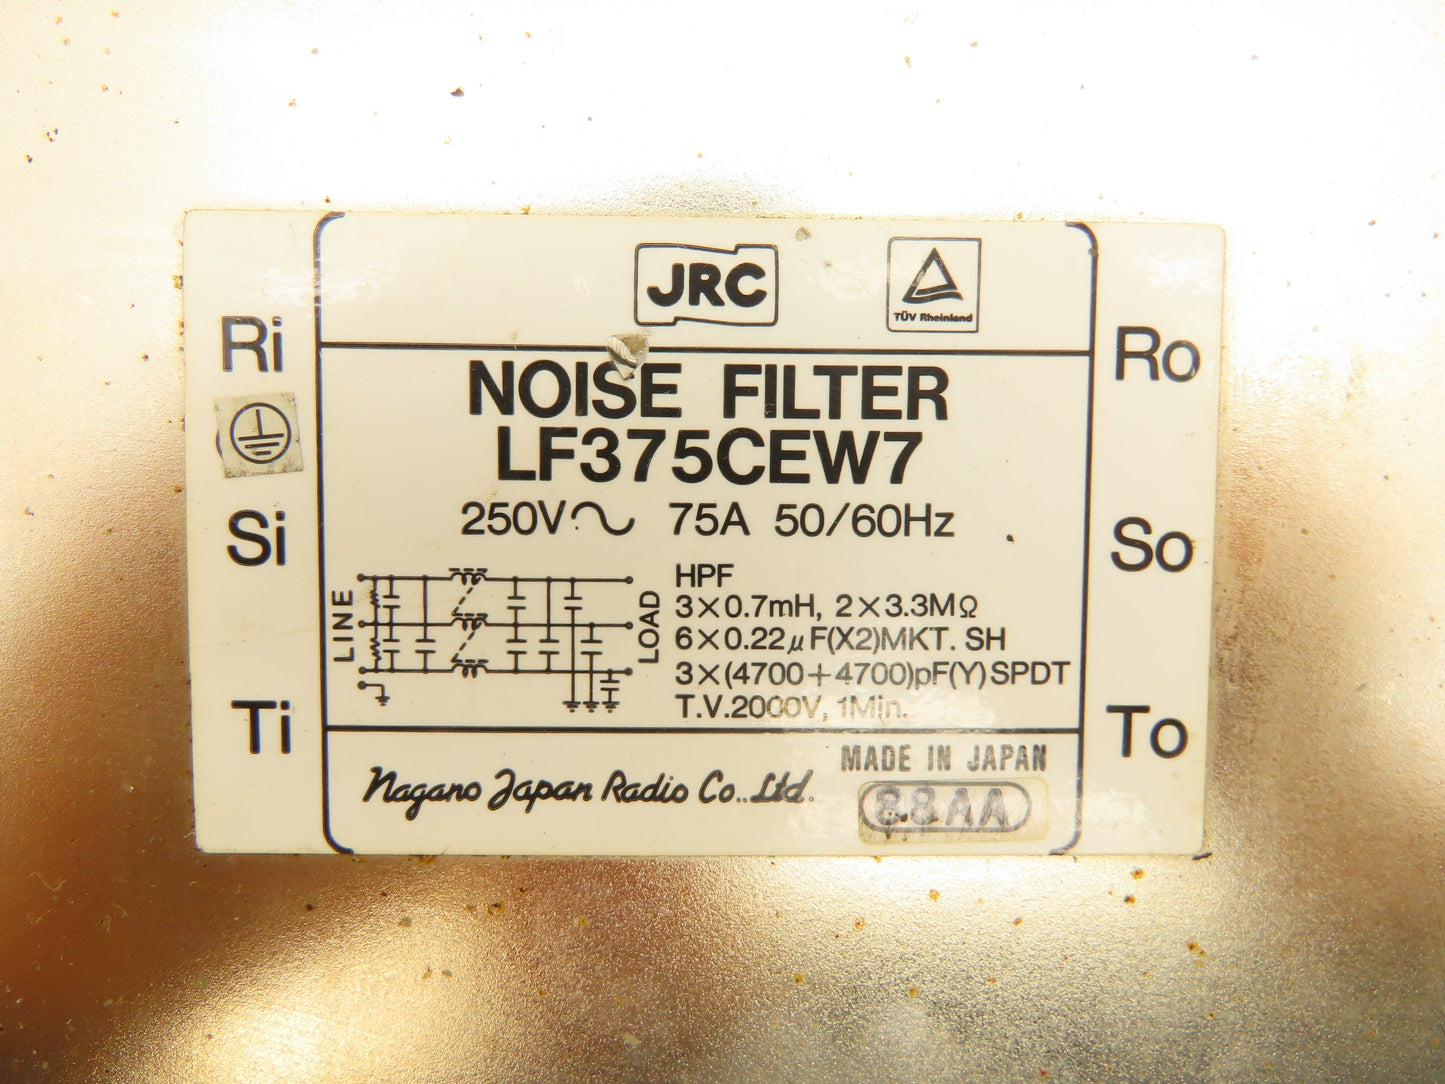 JRC
TÜV Rheinland
Ri
Ro
NOISE FILTER
LF375CEW7
250V 75A 50/60Hz
Si
So
LINE
LOAD
HPF
3×0.7mH, 2×3.3MΩ
6×0.22μF(X2)MKT. SH
3×(4700+4700)pF(Y)SPDT
T.V.2000V, 1Min.
Ti
To
MADE IN JAPAN
Nagano Japan Radio Co., Ltd.
8.8AA